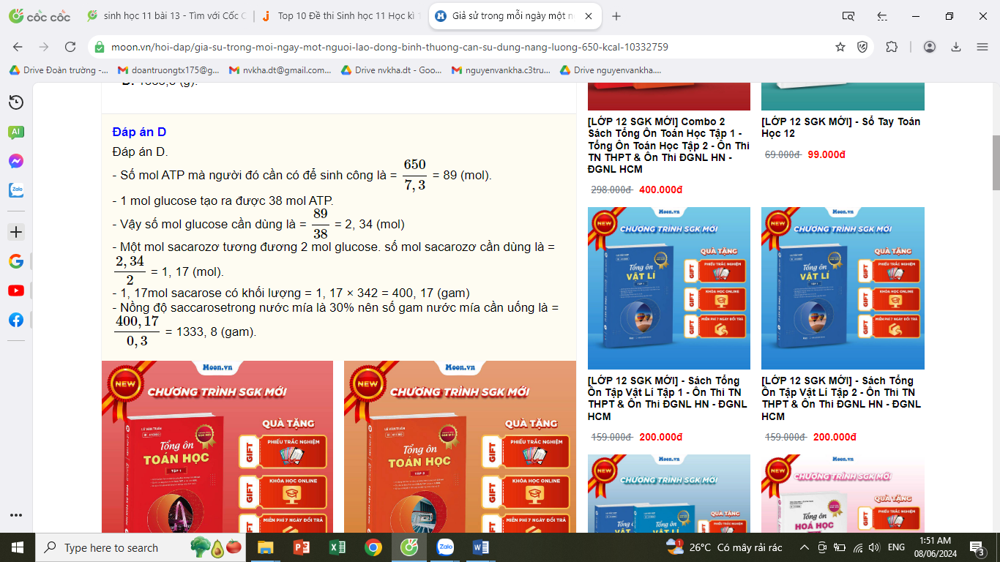 cốc cốc
sinh học 11 bài 13 - Tìm với Cốc C
Top 10 Đề thi Sinh học 11 Học kì 1
Giả sử trong mỗi ngày một n
moon.vn/hoi-dap/gia-su-trong-moi-ngay-mot-nguoi-lao-dong-binh-thuong-can-su-dung-nang-luong-650-kcal-10332759
Drive Đoàn trường -...
doantruongtx175@g...
nvkha.dt@gmail.com...
Drive nvkha.dt - Goo...
nguyenvankha.c3tru...
Drive nguyenvankha....
Đáp án D
Đáp án D.
- Số mol ATP mà người đó cần có để sinh công là = 650/7,3 = 89 (mol).
- 1 mol glucose tạo ra được 38 mol ATP.
- Vậy số mol glucose cần dùng là = 89/38 = 2, 34 (mol)
- Một mol sacarozơ tương đương 2 mol glucose. số mol sacarozơ cần dùng là =
2,34/2 = 1, 17 (mol).
- 1, 17mol sacarose có khối lượng = 1, 17 × 342 = 400, 17 (gam)
- Nồng độ saccarosetrong nước mía là 30% nên số gam nước mía cần uống là =
400,17/0,3 = 1333, 8 (gam).
Moon.vn
NEW
CHƯƠNG TRÌNH SGK MỚI
QUÀ TẶNG
LÊ VĂN TUẤN
Tổng ôn
TOÁN HỌC
TẬP 1
GIFT
PHIẾU TRẮC NGHIỆM
GIFT
KHÓA HỌC ONLINE
MIỄN PHÍ 7 NGÀY ĐỔI TRẢ
Moon.vn
NEW
CHƯƠNG TRÌNH SGK MỚI
QUÀ TẶNG
LÊ VĂN TUẤN
Tổng ôn
TOÁN HỌC
TẬP 2
GIFT
PHIẾU TRẮC NGHIỆM
GIFT
KHÓA HỌC ONLINE
MIỄN PHÍ 7 NGÀY ĐỔI TRẢ
[LỚP 12 SGK MỚI] Combo 2
Sách Tổng Ôn Toán Học Tập 1 -
Tổng Ôn Toán Học Tập 2 - Ôn Thi
TN THPT & Ôn Thi ĐGNL HN -
ĐGNL HCM
298.000đ 400.000đ
[LỚP 12 SGK MỚI] - Sổ Tay Toán
Học 12
69.000đ 99.000đ
Moon.vn
NEW
CHƯƠNG TRÌNH SGK MỚI
QUÀ TẶNG
Tổng ôn
VẬT LÍ
TẬP 1
GIFT
PHIẾU TRẮC NGHIỆM
GIFT
KHÓA HỌC ONLINE
GIFT
MIỄN PHÍ 7 NGÀY ĐỔI TRẢ
Moon.vn
NEW
CHƯƠNG TRÌNH SGK MỚI
QUÀ TẶNG
Tổng ôn
VẬT LÍ
GIFT
PHIẾU TRẮC NGHIỆM
GIFT
KHÓA HỌC ONLINE
GIFT
MIỄN PHÍ 7 NGÀY ĐỔI TRẢ
[LỚP 12 SGK MỚI] - Sách Tổng
Ôn Tập Vật Lí Tập 1 - Ôn Thi TN
THPT & Ôn Thi ĐGNL HN - ĐGNL
HCM
159.000đ 200.000đ
[LỚP 12 SGK MỚI] - Sách Tổng
Ôn Tập Vật Lí Tập 2 - Ôn Thi TN
THPT & Ôn Thi ĐGNL HN - ĐGNL
HCM
159.000đ 200.000đ
Moon.vn
NEW
CHƯƠNG TRÌNH SGK MỚI
QUÀ TẶNG
PHIẾU TRẮC NGHIỆM
Moon.vn
NEW
CHƯƠNG TRÌNH SGK MỚI
QUÀ TẶNG
Tổng ôn
HOÁ HỌC
PHIẾU TRẮC NGHIỆM
Type here to search
26°C Có mây rải rác
ENG
1:51 AM
08/06/2024
3